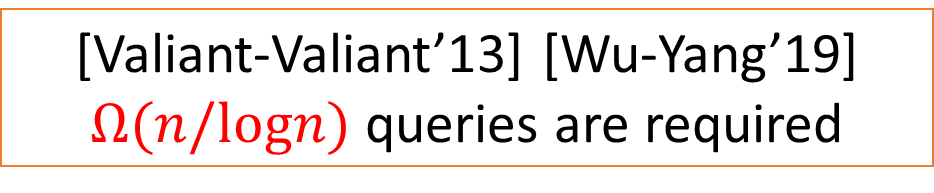 [Valiant-Valiant’13] [Wu-Yang’19]
Ω(n/logn) queries are required